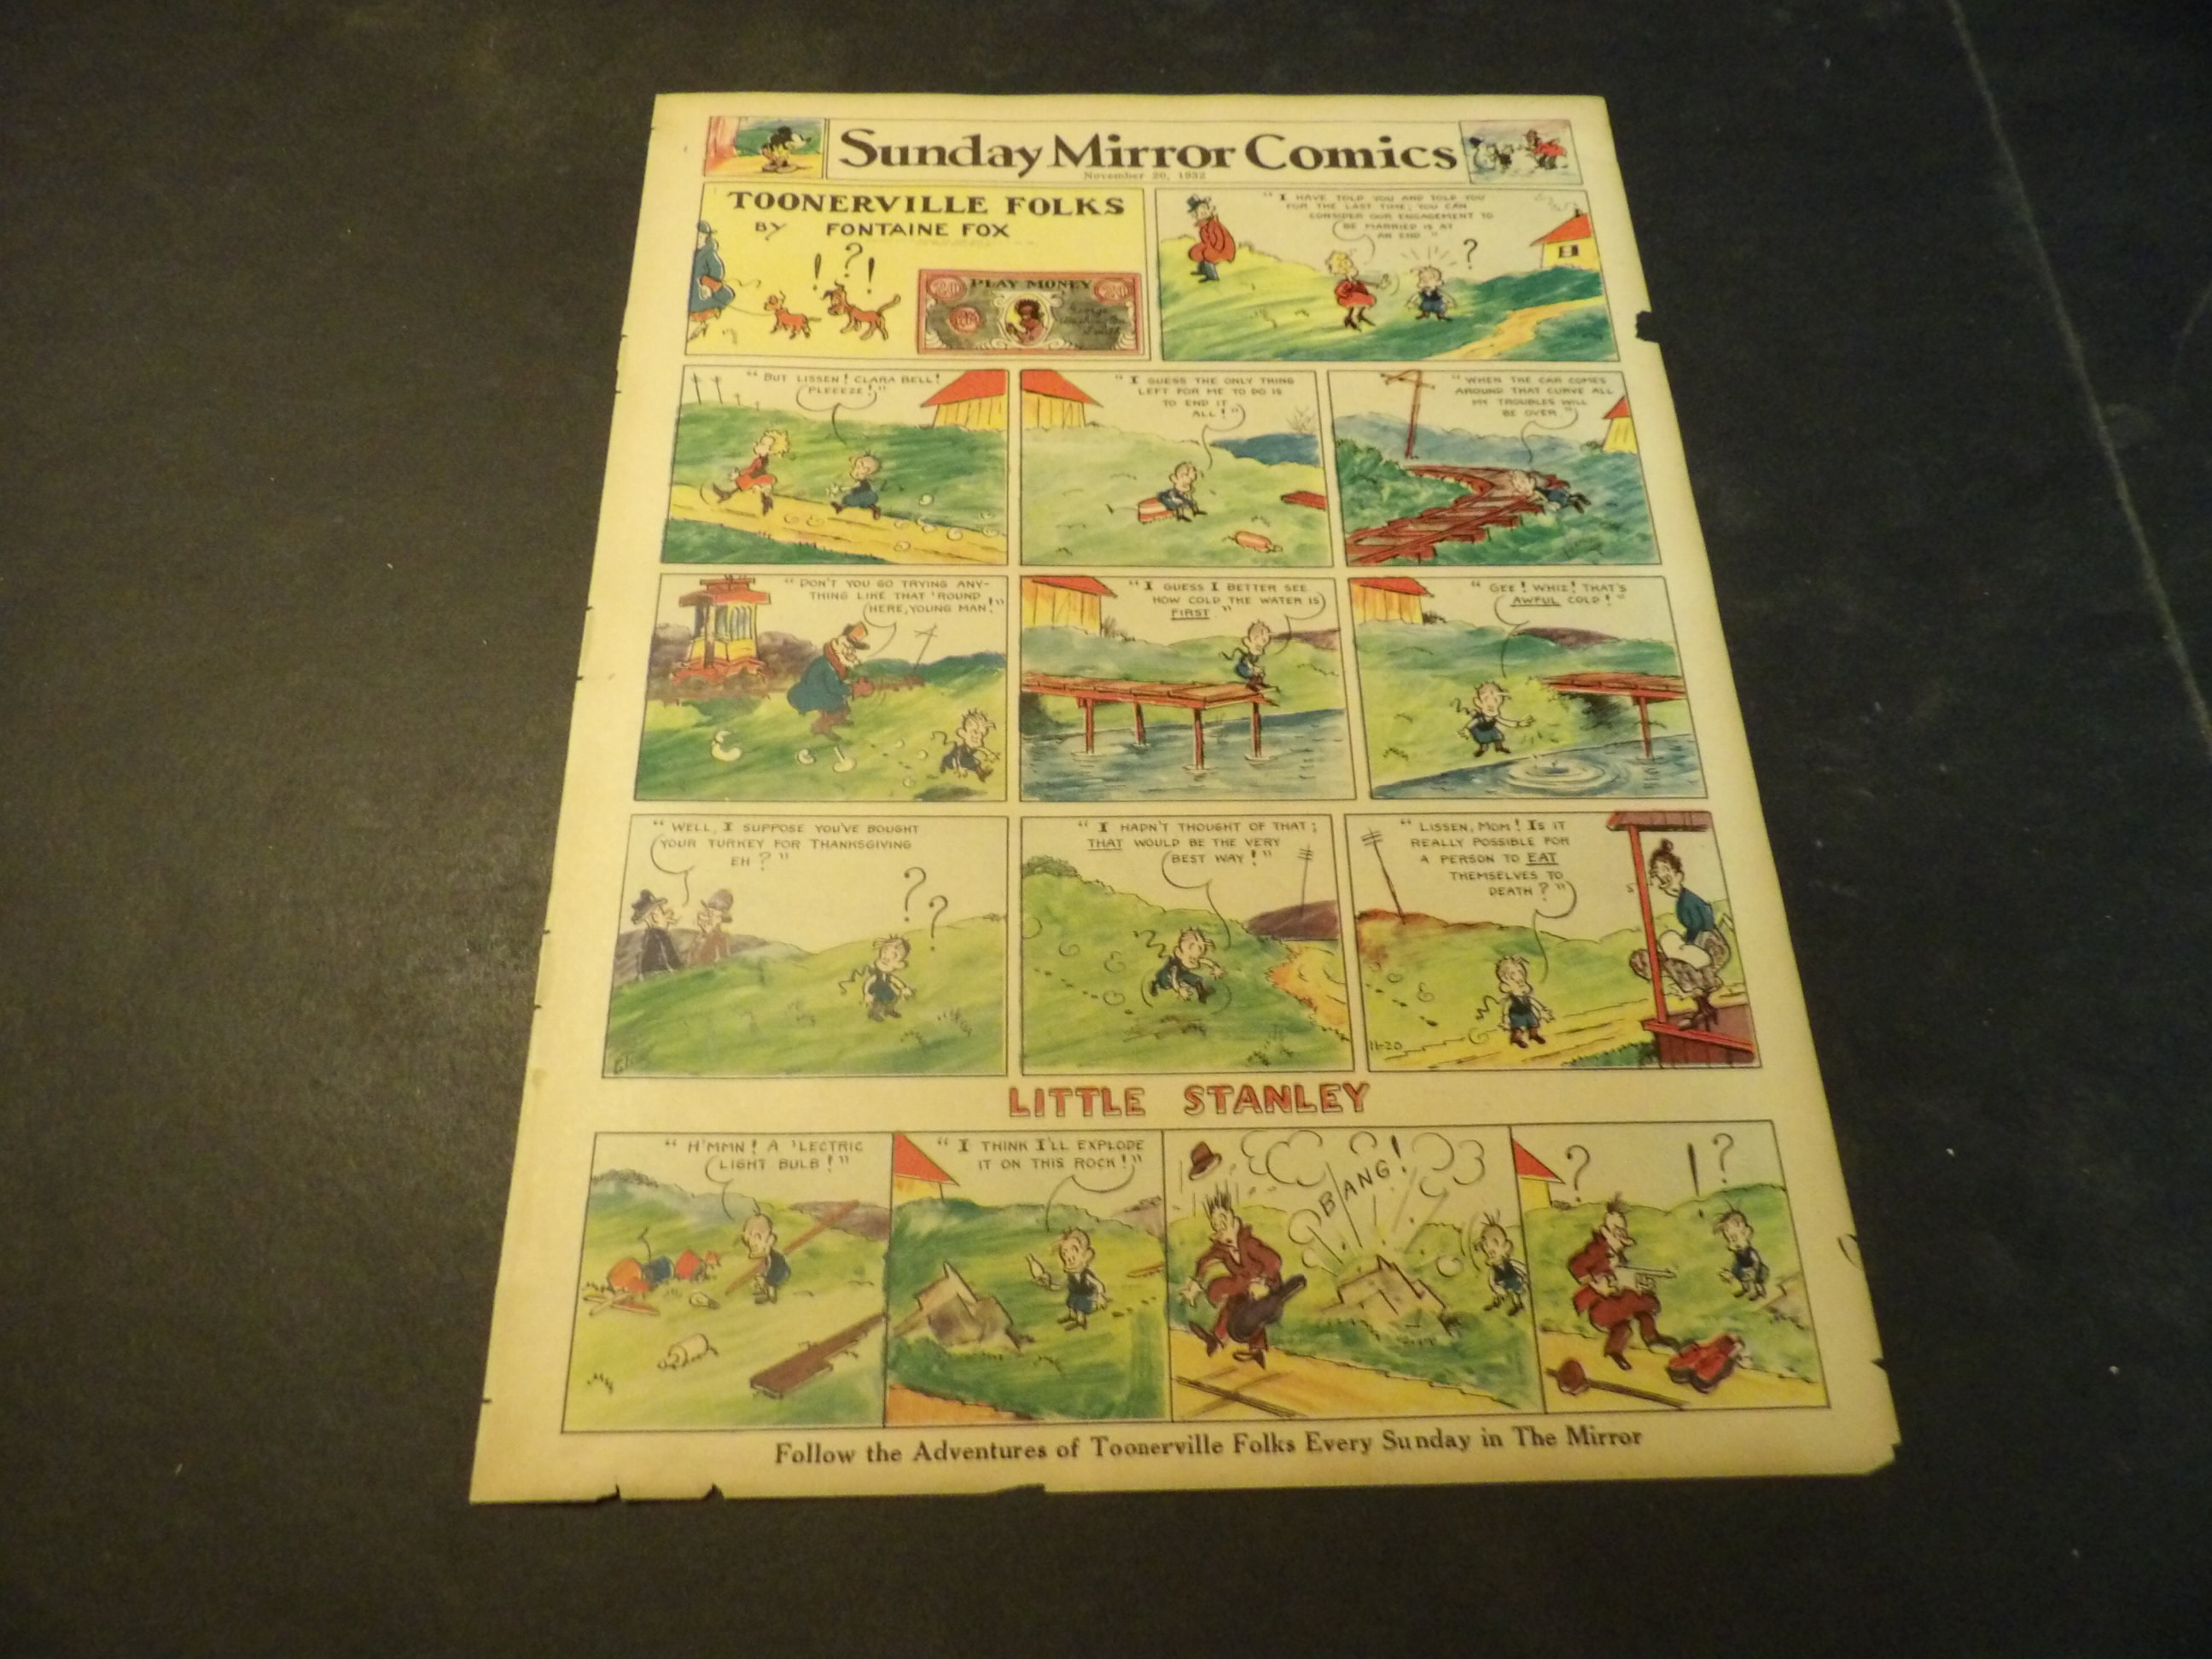 Sunday Mirror Comics
November 20, 1932
TOONERVILLE FOLKS
BY FONTAINE FOX
! ? !
PLAY MONEY
20
20
"I HAVE TOLD YOU AND TOLD YOU
FOR THE LAST TIME; YOU CAN
CONSIDER OUR ENGAGEMENT TO
BE MARRIED IS AT
AN END."
?
"BUT LISSEN! CLARA BELL!
PLEEEZE!"
"I GUESS THE ONLY THING
LEFT FOR ME TO DO IS
TO END IT
ALL!"
"WHEN THE CAR COMES
AROUND THAT CURVE ALL
MY TROUBLES WILL
BE OVER"
"DON'T YOU GO TRYING ANY-
THING LIKE THAT 'ROUND
HERE, YOUNG MAN!"
"I GUESS I BETTER SEE
HOW COLD THE WATER IS
FIRST"
"GEE! WHIZ! THAT'S
AWFUL COLD!"
"WELL, I SUPPOSE YOU'VE BOUGHT
YOUR TURKEY FOR THANKSGIVING
EH?"
? ?
"I HADN'T THOUGHT OF THAT;
THAT WOULD BE THE VERY
BEST WAY!"
"LISSEN, MOM! IS IT
REALLY POSSIBLE FOR
A PERSON TO EAT
THEMSELVES TO
DEATH?"
11-20
LITTLE STANLEY
"H'MMN! A 'LECTRIC
LIGHT BULB!"
"I THINK I'LL EXPLODE
IT ON THIS ROCK!"
BANG!
?
! ?
Follow the Adventures of Toonerville Folks Every Sunday in The Mirror